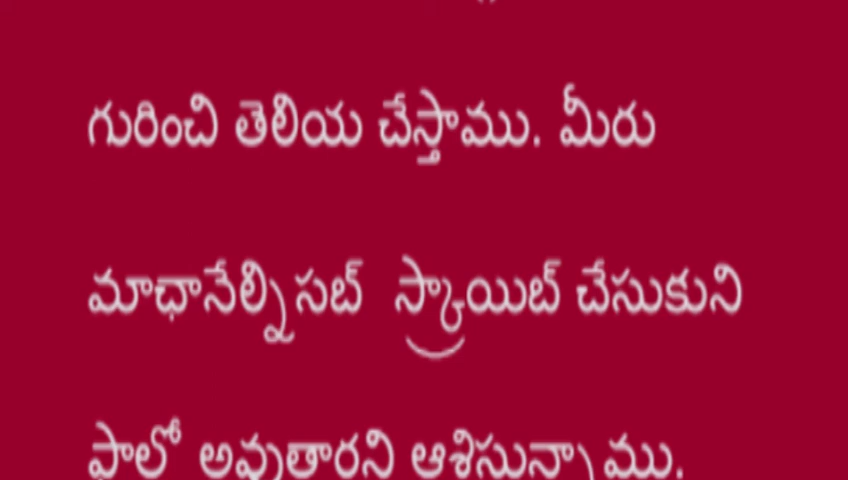 గురించి తెలియ చేస్తాము. మీరు
మాఛానేల్ని సబ్ స్క్రాయిబ్ చేసుకుని
ఫాలో అవుతారని ఆశిసున్నాము.